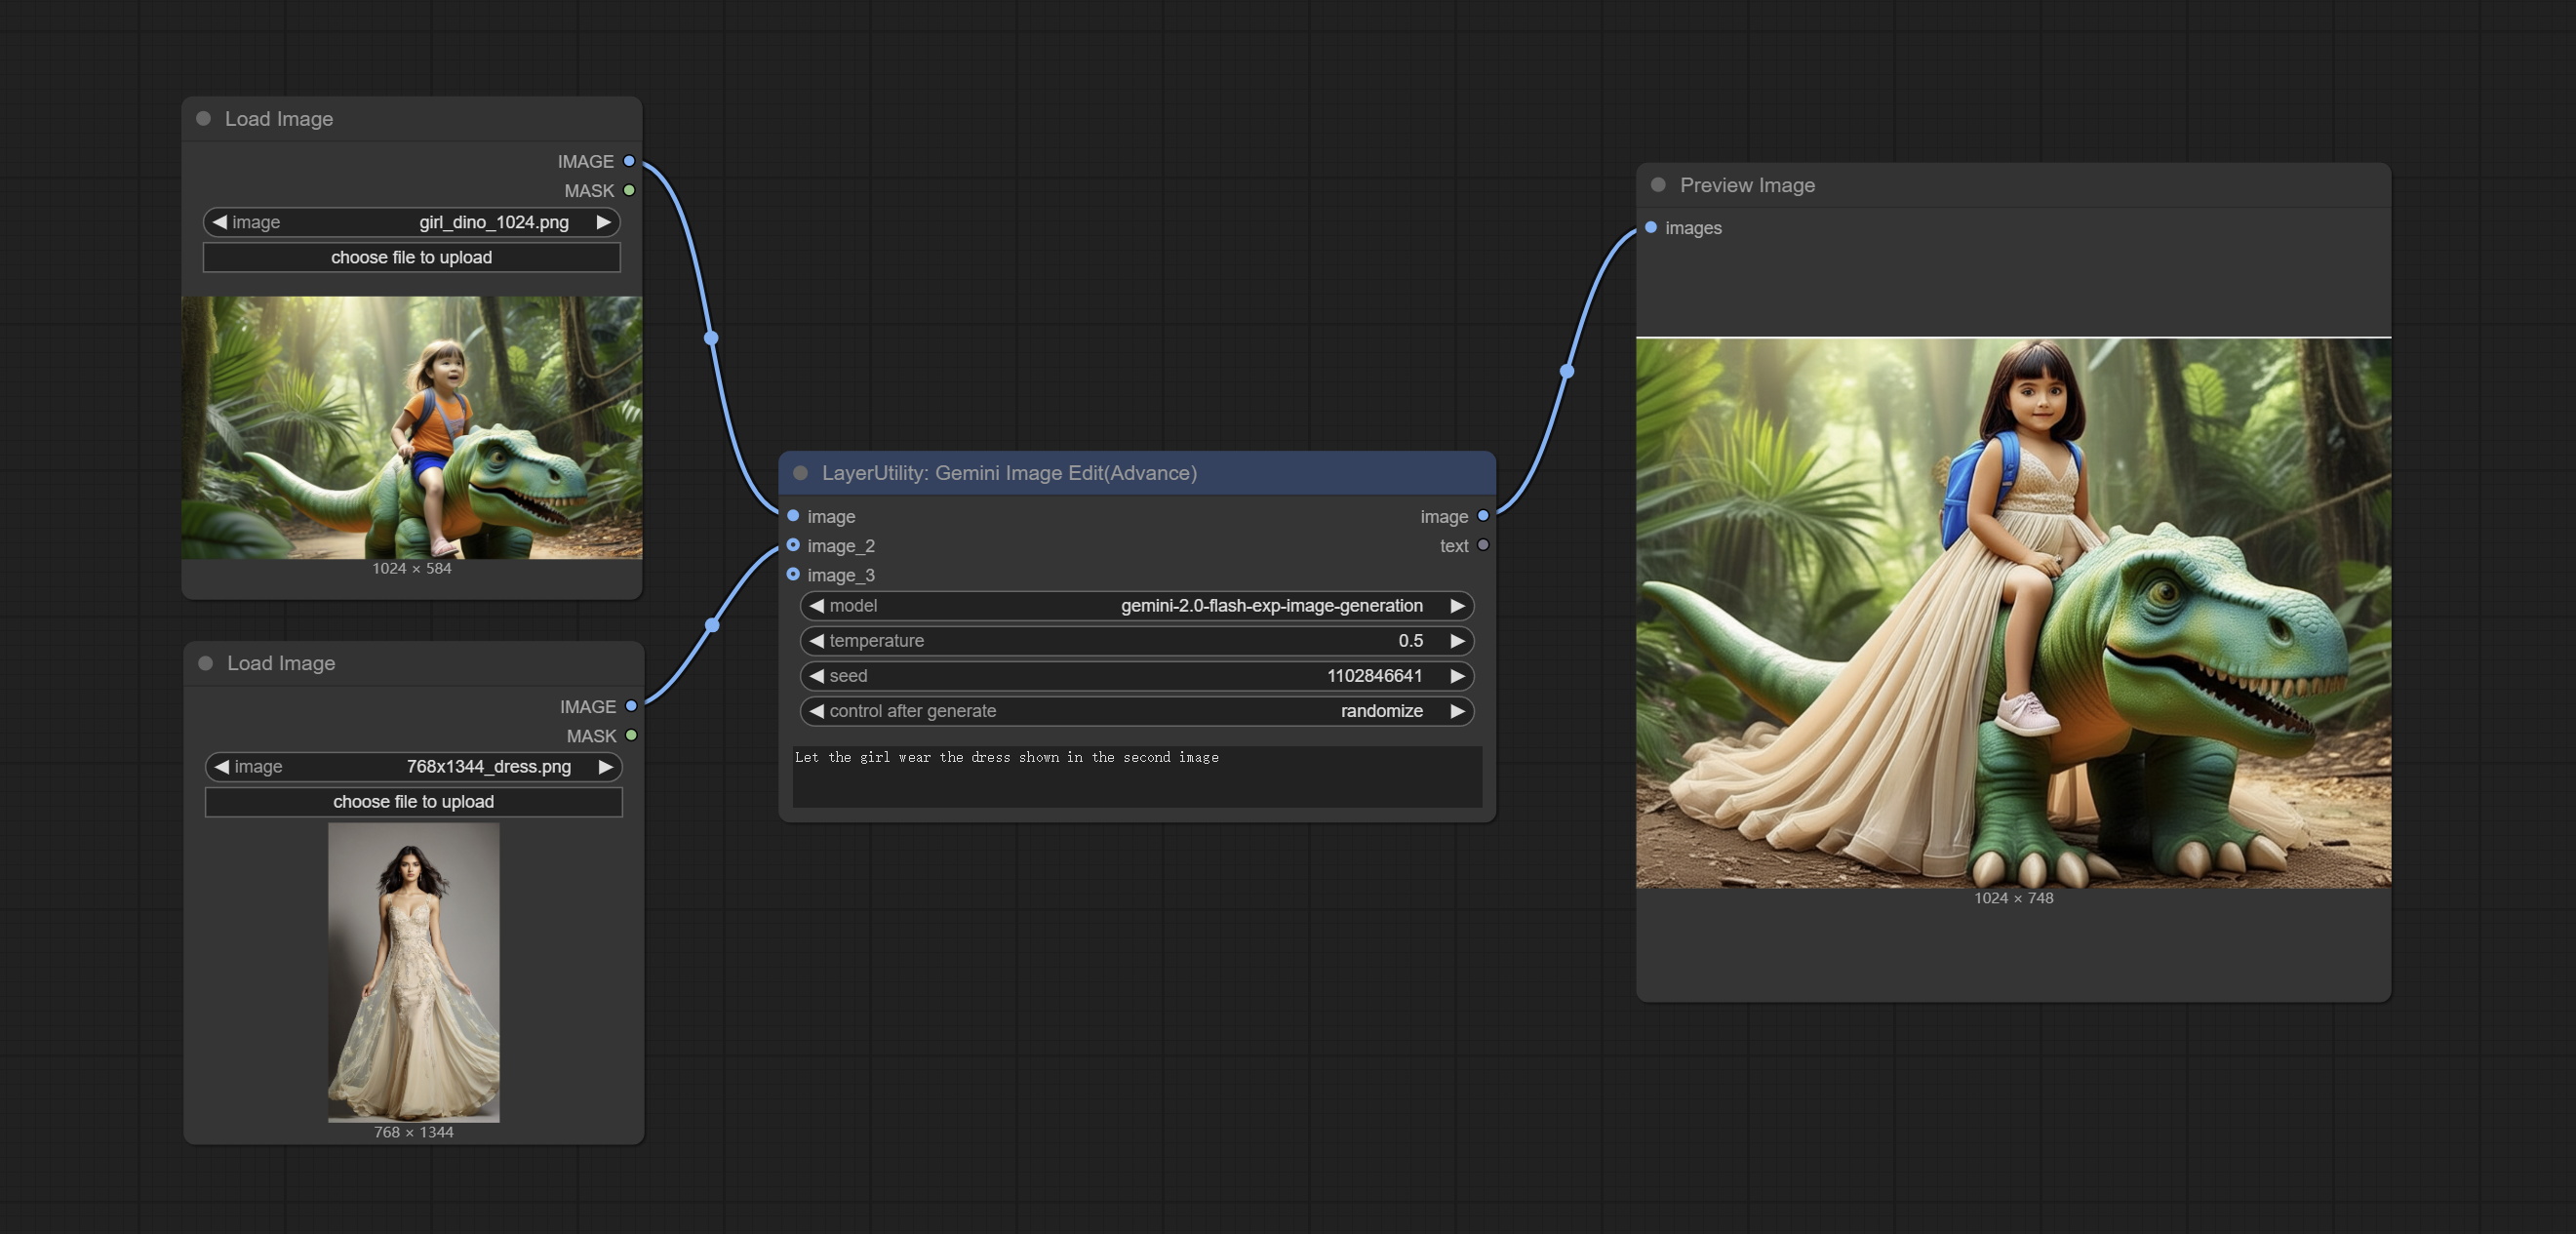 Load Image
IMAGE
MASK
image girl_dino_1024.png
choose file to upload
1024 × 584
Load Image
IMAGE
MASK
image 768x1344_dress.png
choose file to upload
768 × 1344
LayerUtility: Gemini Image Edit(Advance)
image image
image_2 text
image_3
model gemini-2.0-flash-exp-image-generation
temperature 0.5
seed 1102846641
control after generate randomize
Let the girl wear the dress shown in the second image
Preview Image
images
1024 × 748